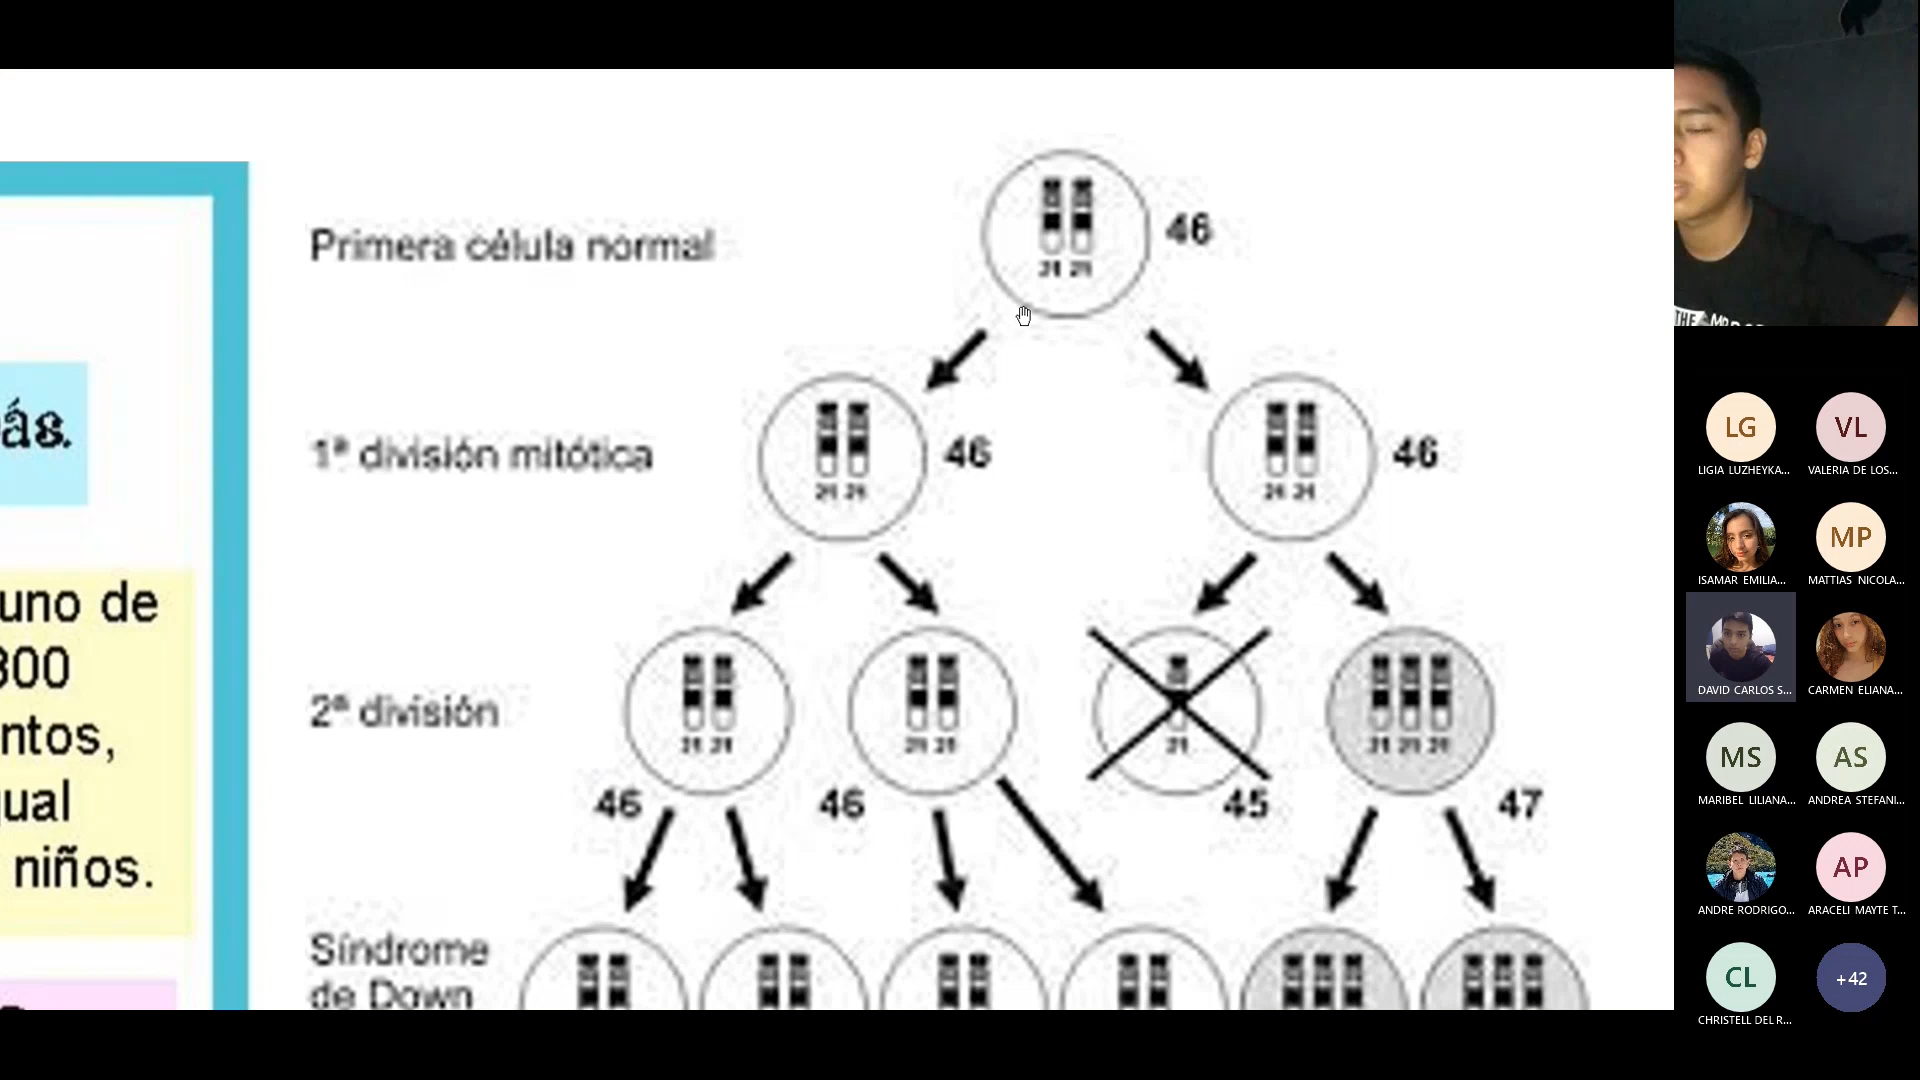 ás.
uno de
300
ntos,
gual
niños.
Primera célula normal
46
21 21
1ª división mitótica
46
21 21
46
21 21
2ª división
21 21
46
21 21
46
21
45
21 21 21
47
Síndrome
de Down
THE
LG
LIGIA LUZHEYKA...
VL
VALERIA DE LOS...
ISAMAR EMILIA...
MP
MATTIAS NICOLA...
DAVID CARLOS S...
CARMEN ELIANA...
MS
MARIBEL LILIANA...
AS
ANDREA STEFANI...
ANDRE RODRIGO...
AP
ARACELI MAYTE T...
CL
CHRISTELL DEL R...
+42